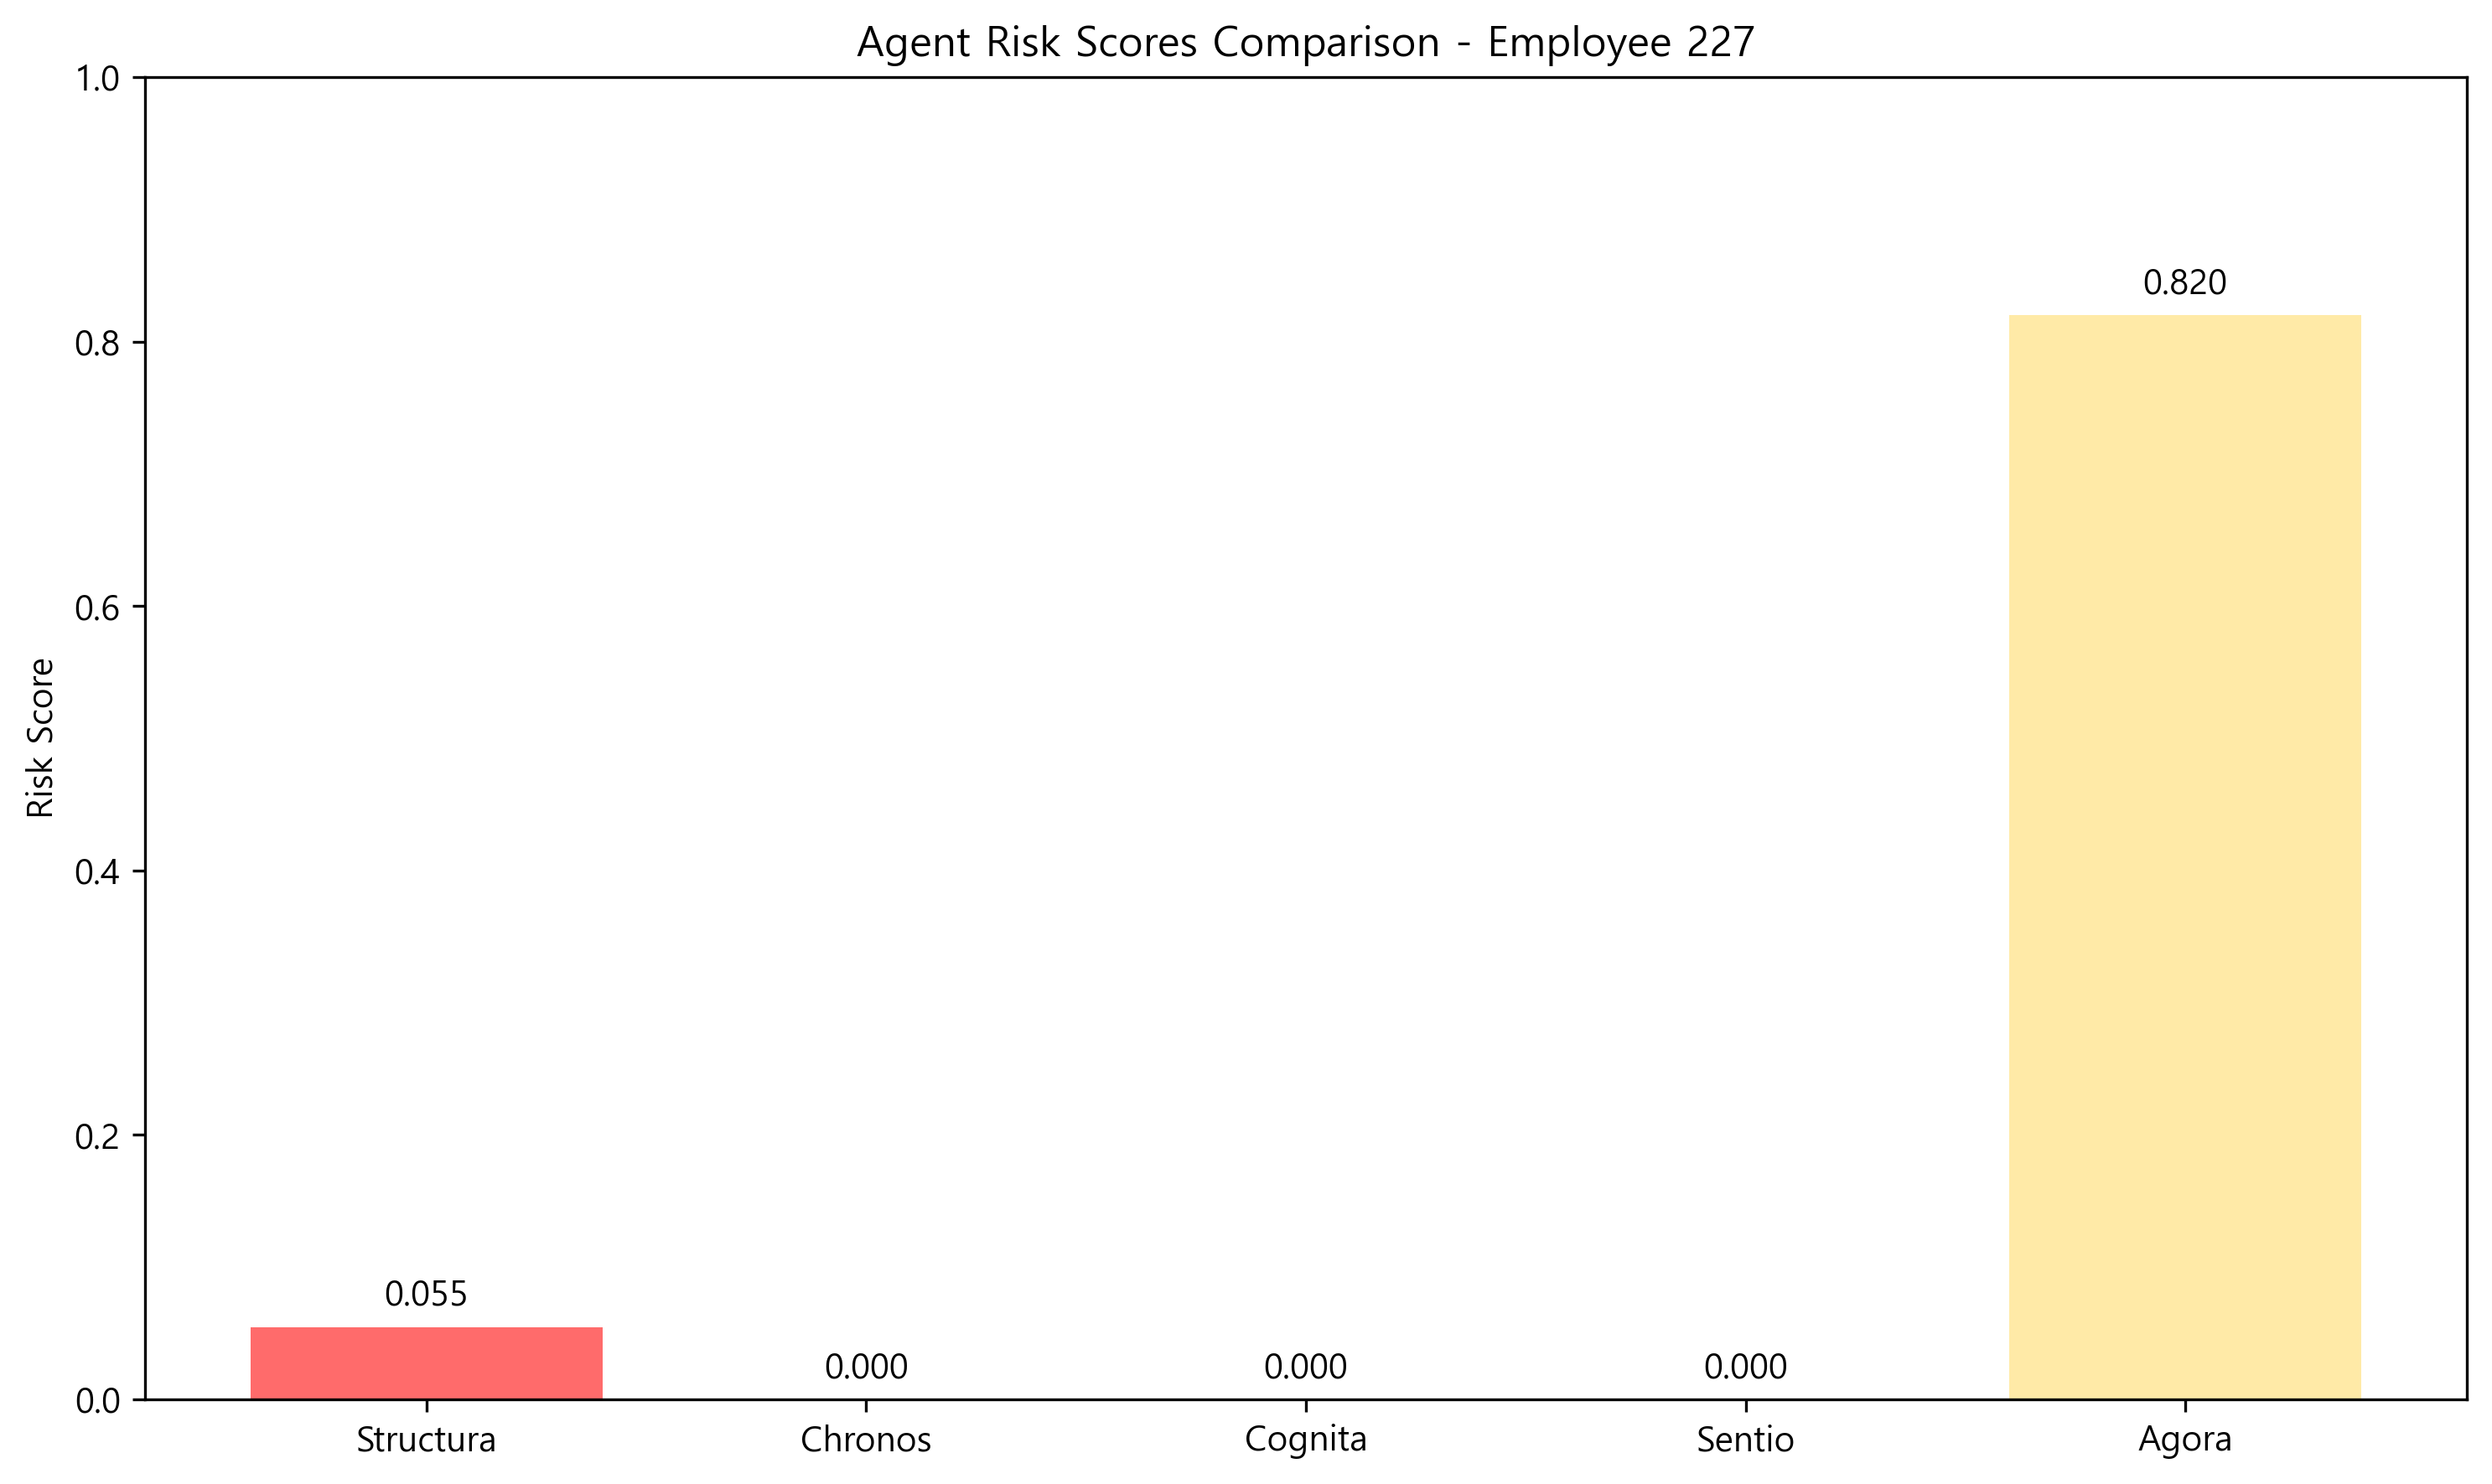 Agent Risk Scores Comparison - Employee 227
Risk Score
1.0
0.8
0.6
0.4
0.2
0.0
0.055
0.000
0.000
0.000
0.820
Structura
Chronos
Cognita
Sentio
Agora